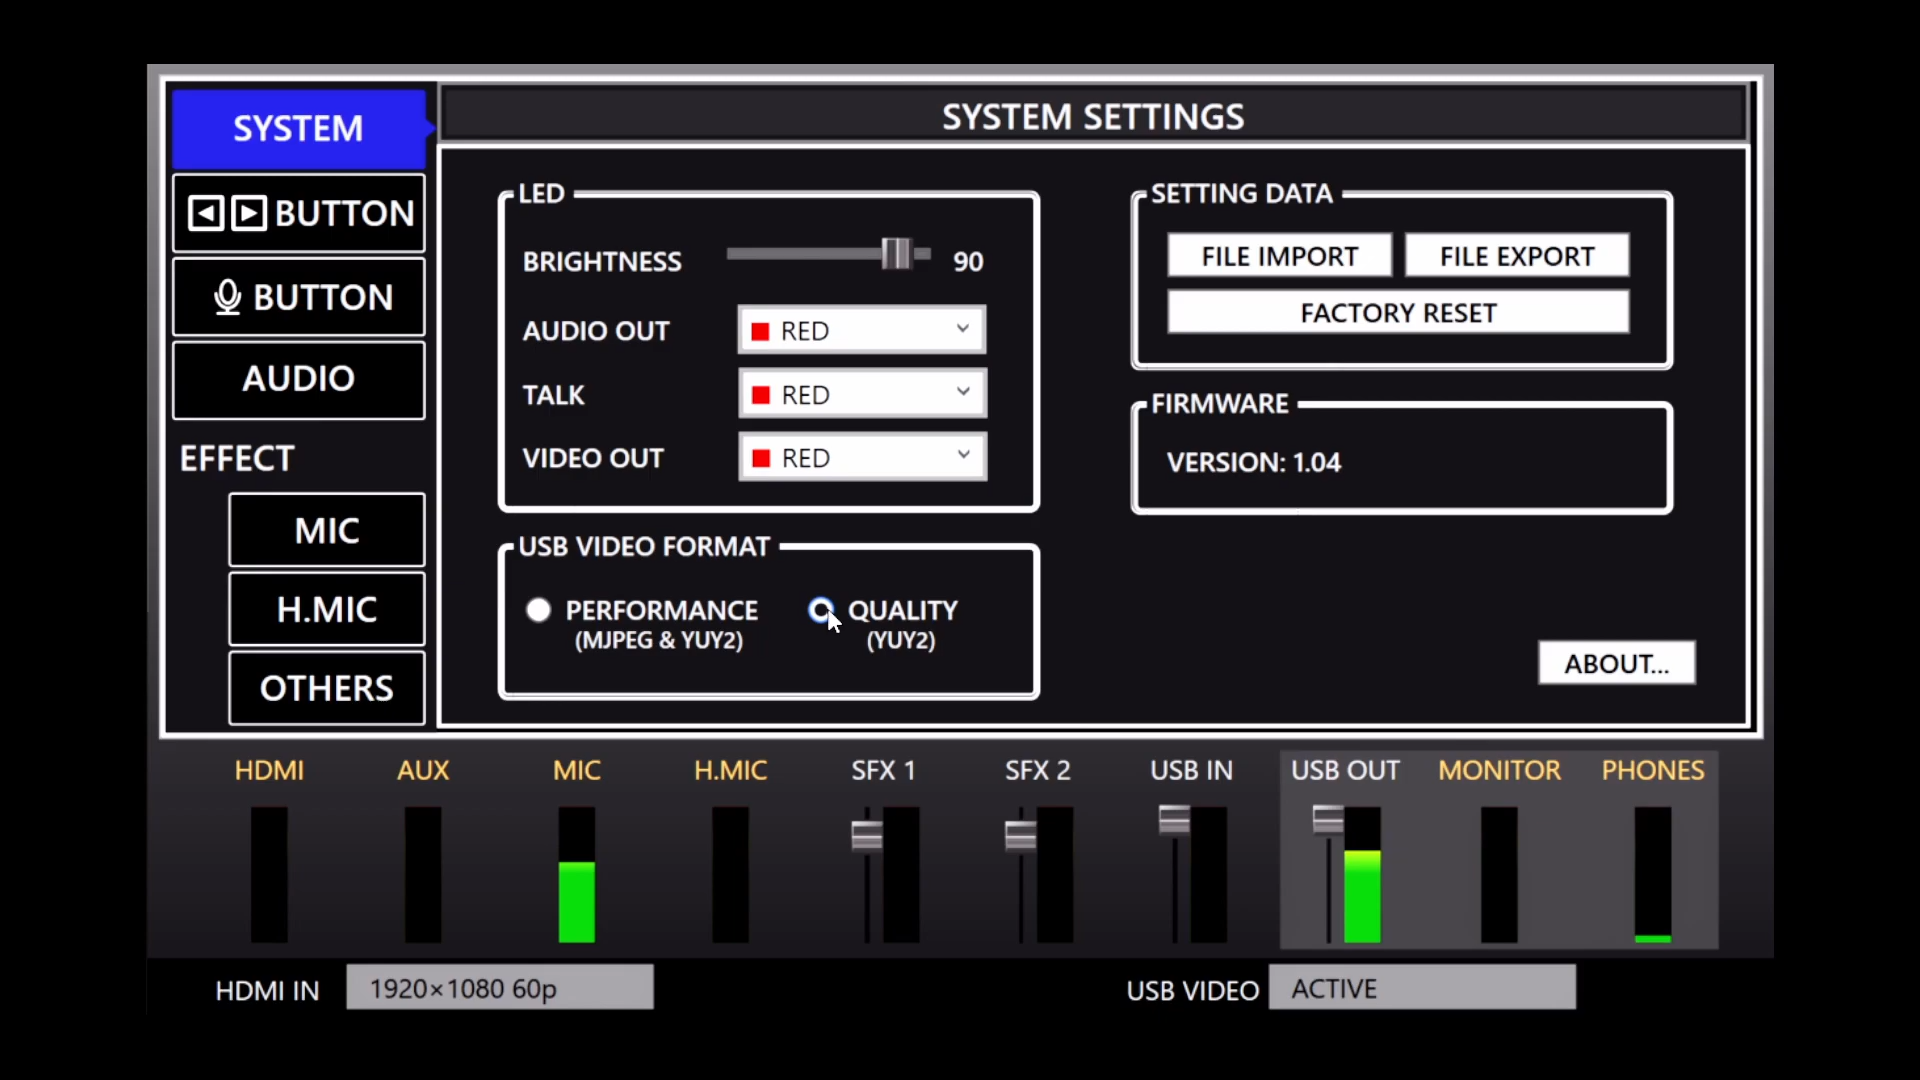 SYSTEM
BUTTON
BUTTON
AUDIO
EFFECT
MIC
H.MIC
OTHERS
SYSTEM SETTINGS
LED
BRIGHTNESS 90
AUDIO OUT RED
TALK RED
VIDEO OUT RED
USB VIDEO FORMAT
PERFORMANCE QUALITY
(MJPEG & YUY2) (YUY2)
SETTING DATA
FILE IMPORT FILE EXPORT
FACTORY RESET
FIRMWARE
VERSION: 1.04
ABOUT...
HDMI AUX MIC H.MIC SFX 1 SFX 2 USB IN USB OUT MONITOR PHONES
HDMI IN 1920×1080 60p USB VIDEO ACTIVE